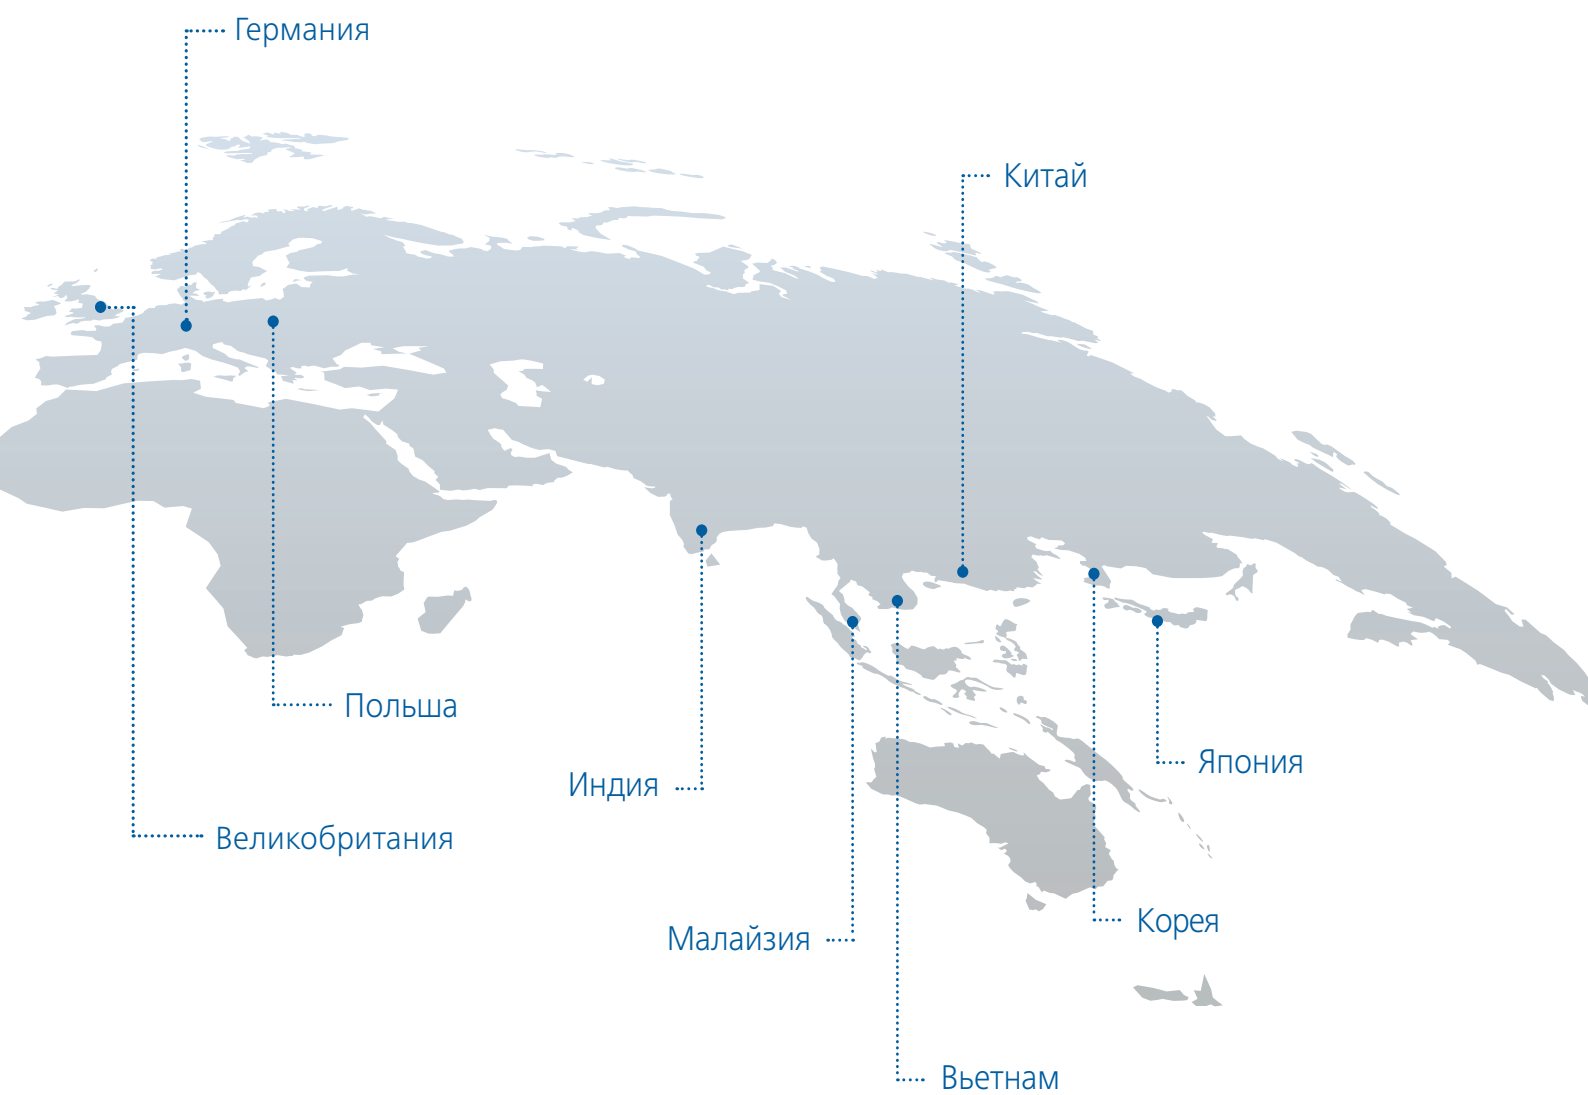 Германия
Китай
Польша
Япония
Индия
Великобритания
Корея
Малайзия
Вьетнам